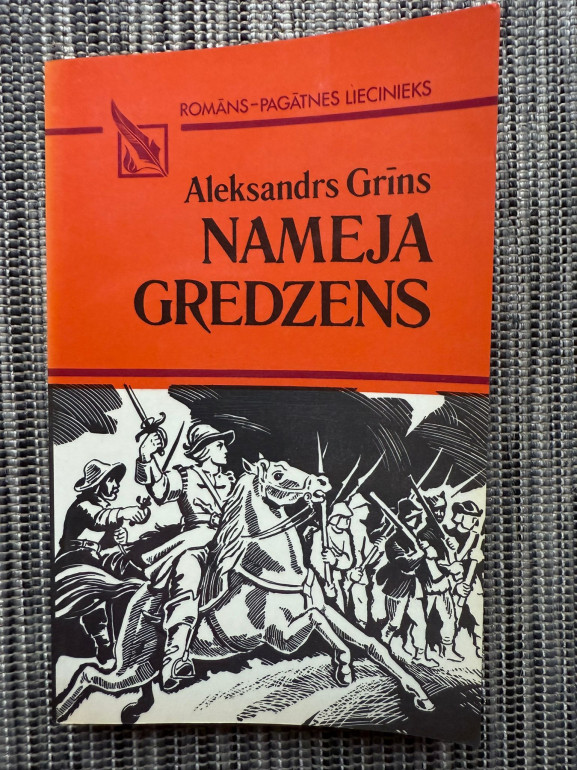 ROMĀNS–PAGĀTNES LIECINIEKS
Aleksandrs Grīns
NAMEJA
GREDZENS